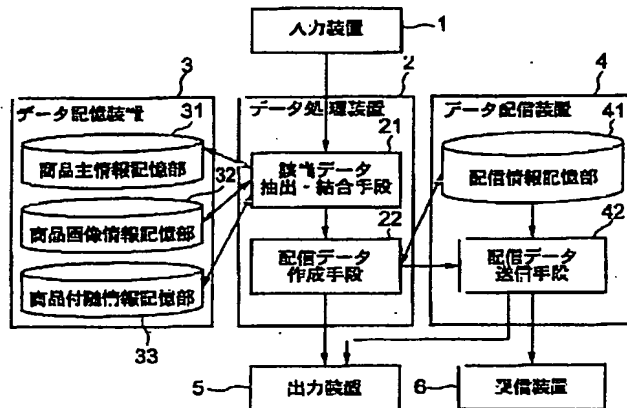 入力装置
1
3
2
4
データ記憶装置
データ処理装置
データ配信装置
31
21
41
商品主情報記憶部
該当データ
抽出・結合手段
配信情報記憶部
32
商品画像情報記憶部
22
42
配信データ
作成手段
配信データ
送信手段
商品付随情報記憶部
33
5
出力装置
6
受信装置